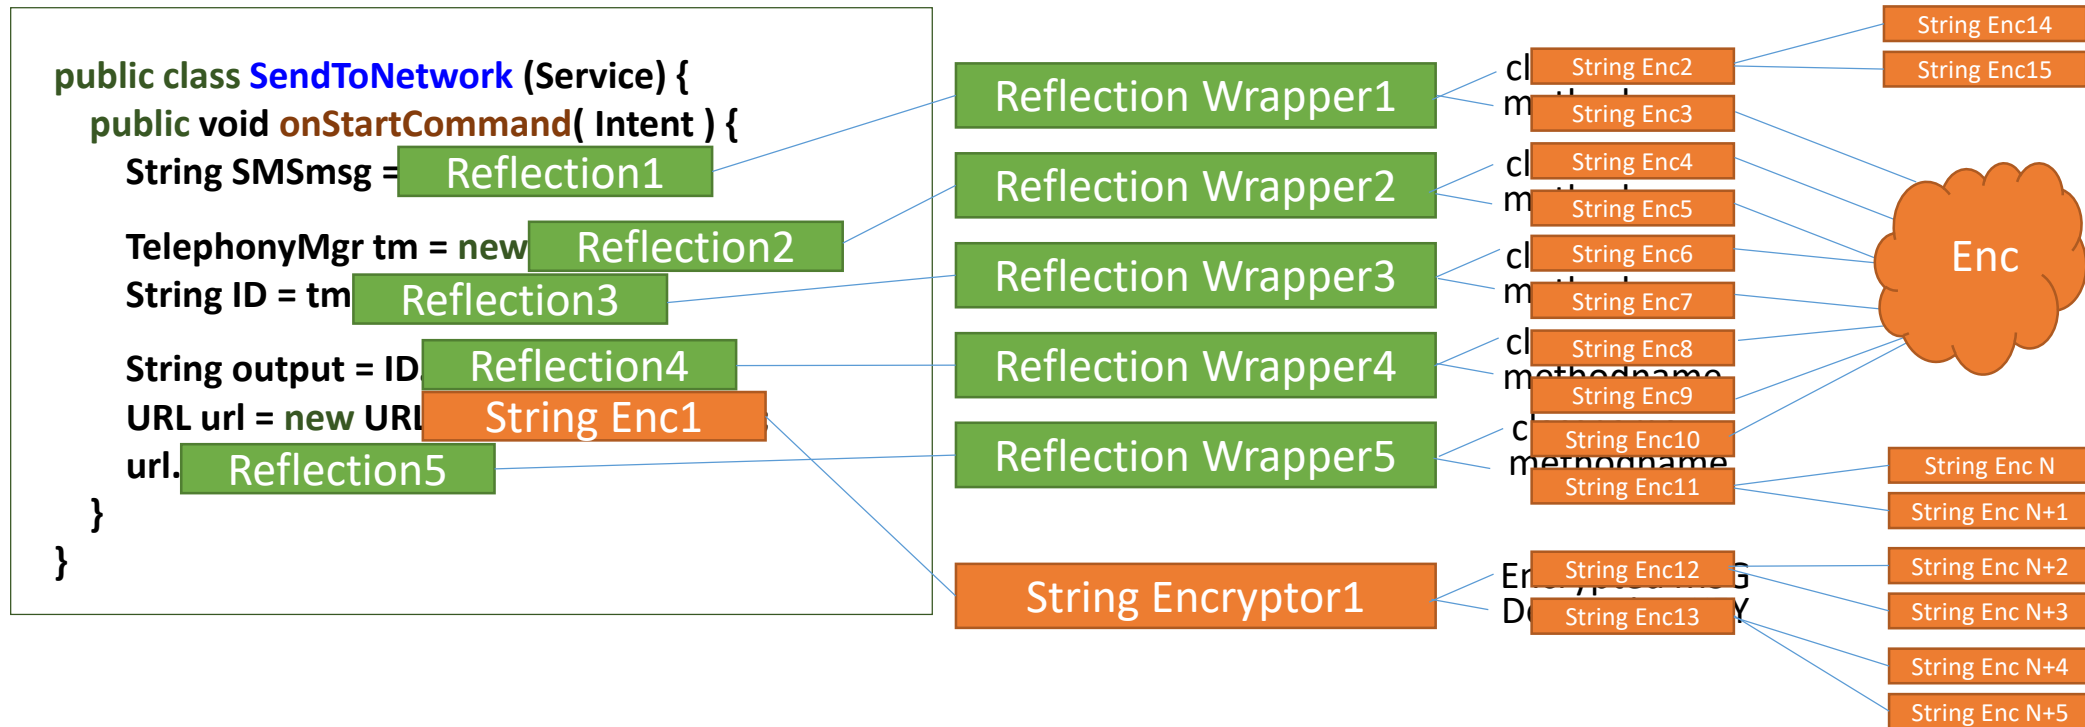 public class SendToNetwork (Service) {
public void onStartCommand( Intent ) {
String SMSmsg = Reflection1
TelephonyMgr tm = new Reflection2
String ID = tm Reflection3
String output = ID. Reflection4
URL url = new URL String Enc1
url. Reflection5
}
}
Reflection Wrapper1
Reflection Wrapper2
Reflection Wrapper3
Reflection Wrapper4
Reflection Wrapper5
String Encryptor1
String Enc2
String Enc3
String Enc4
String Enc5
String Enc6
String Enc7
String Enc8
methodname
String Enc9
String Enc10
methodname
String Enc11
String Enc12
String Enc13
String Enc14
String Enc15
Enc
String Enc N
String Enc N+1
String Enc N+2
String Enc N+3
String Enc N+4
String Enc N+5